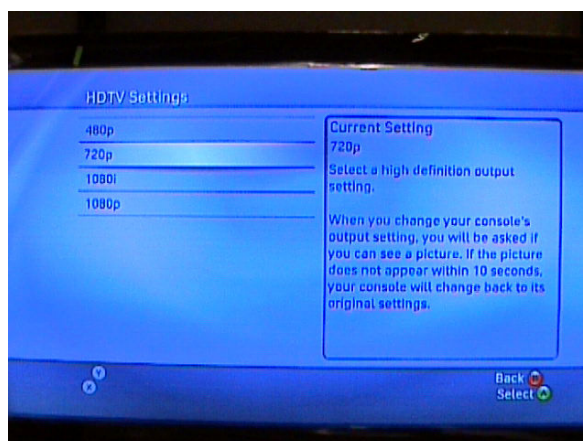 HDTV Settings
480p
720p
1080i
1080p
Current Setting
720p
Select a high definition output
setting.
When you change your console's
output setting, you will be asked if
you can see a picture. If the picture
does not appear within 10 seconds,
your console will change back to its
original settings.
Y
X
Back B
Select A